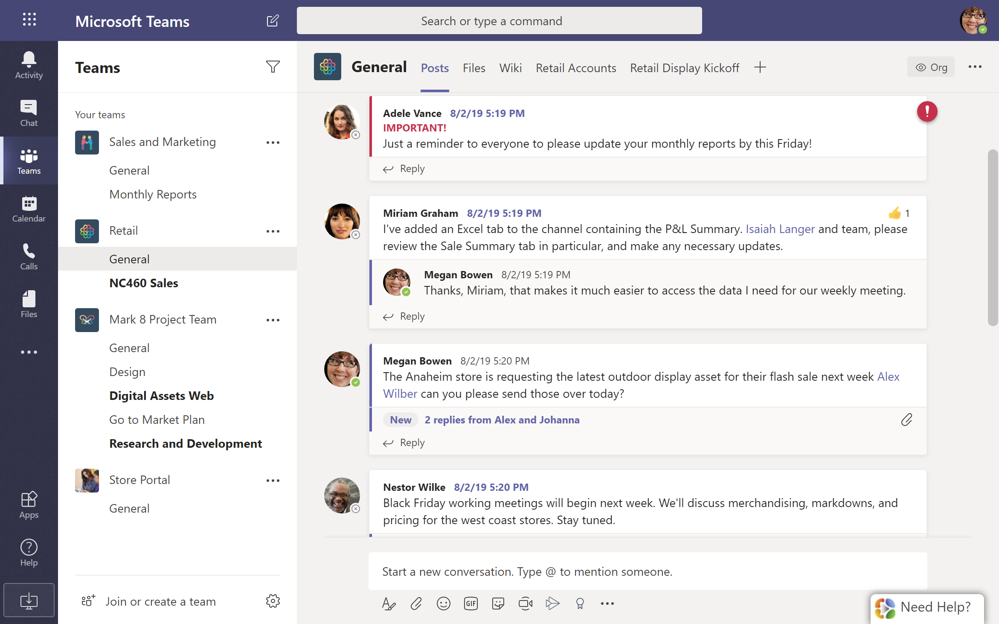 Microsoft Teams
Search or type a command
Activity
Chat
Teams
Calendar
Calls
Files
Apps
Help
Teams
Your teams
Sales and Marketing
General
Monthly Reports
Retail
General
NC460 Sales
Mark 8 Project Team
General
Design
Digital Assets Web
Go to Market Plan
Research and Development
Store Portal
General
Join or create a team
General Posts Files Wiki Retail Accounts Retail Display Kickoff
Org
Adele Vance 8/2/19 5:19 PM
IMPORTANT!
Just a reminder to everyone to please update your monthly reports by this Friday!
Reply
Miriam Graham 8/2/19 5:19 PM
1
I've added an Excel tab to the channel containing the P&L Summary. Isaiah Langer and team, please
review the Sale Summary tab in particular, and make any necessary updates.
Megan Bowen 8/2/19 5:19 PM
Thanks, Miriam, that makes it much easier to access the data I need for our weekly meeting.
Reply
Megan Bowen 8/2/19 5:20 PM
The Anaheim store is requesting the latest outdoor display asset for their flash sale next week Alex
Wilber can you please send those over today?
New 2 replies from Alex and Johanna
Reply
Nestor Wilke 8/2/19 5:20 PM
Black Friday working meetings will begin next week. We'll discuss merchandising, markdowns, and
pricing for the west coast stores. Stay tuned.
Start a new conversation. Type @ to mention someone.
GIF
Need Help?